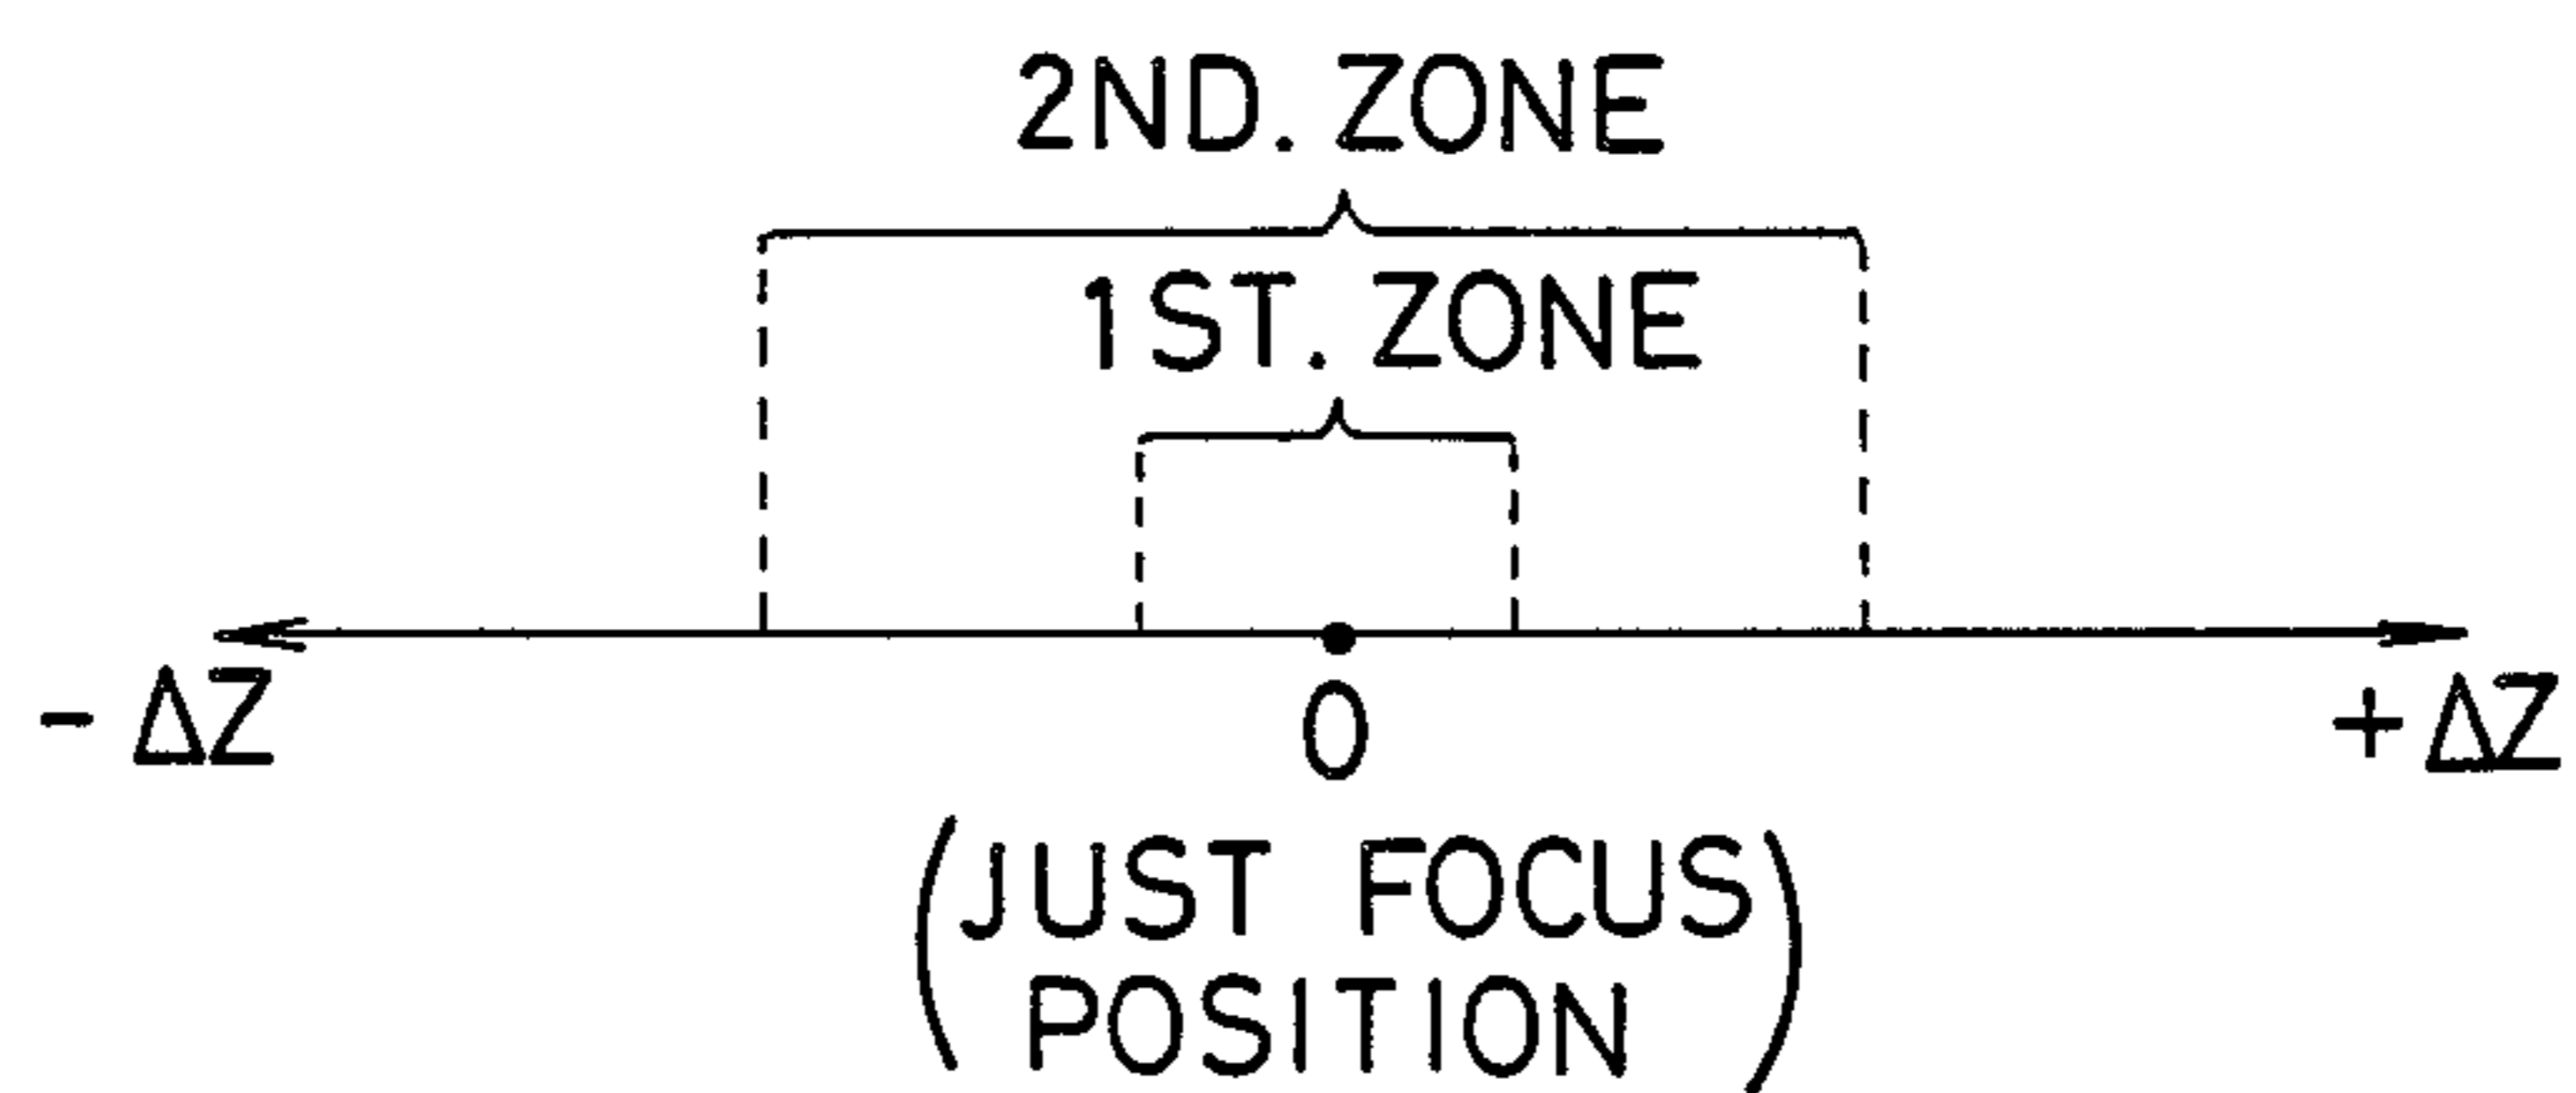 2ND. ZONE
1ST. ZONE
- ΔZ
0
+ ΔZ
(JUST FOCUS
POSITION)